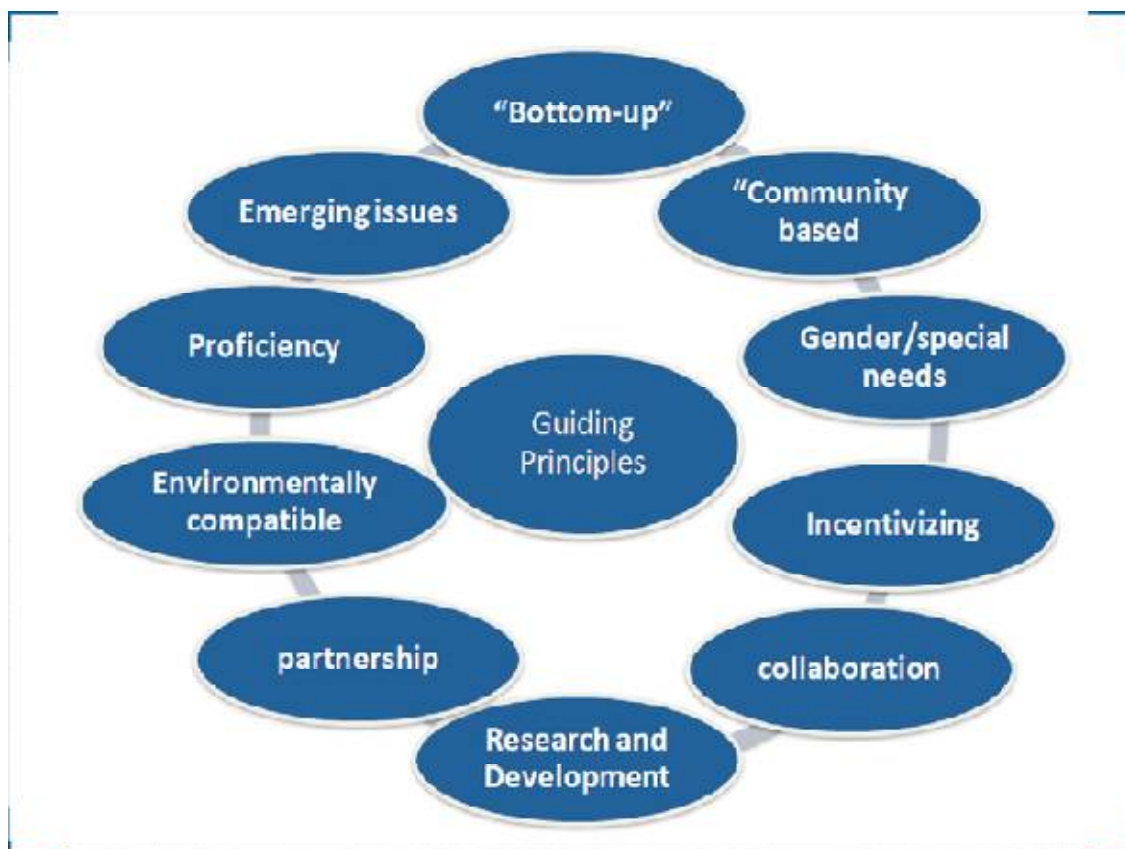 “Bottom-up”
“Community
based
Gender/special
needs
Incentivizing
collaboration
Research and
Development
partnership
Environmentally
compatible
Proficiency
Emerging issues
Guiding
Principles